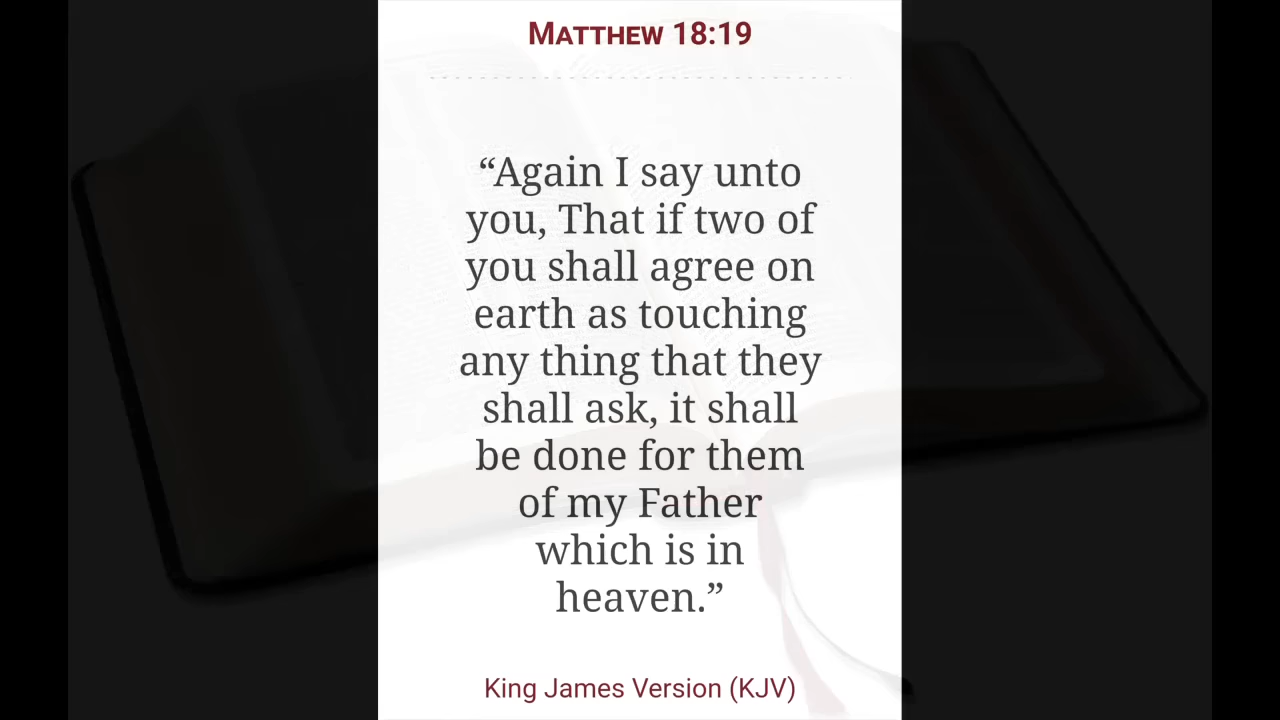 MATTHEW 18:19
“Again I say unto
you, That if two of
you shall agree on
earth as touching
any thing that they
shall ask, it shall
be done for them
of my Father
which is in
heaven.”
King James Version (KJV)